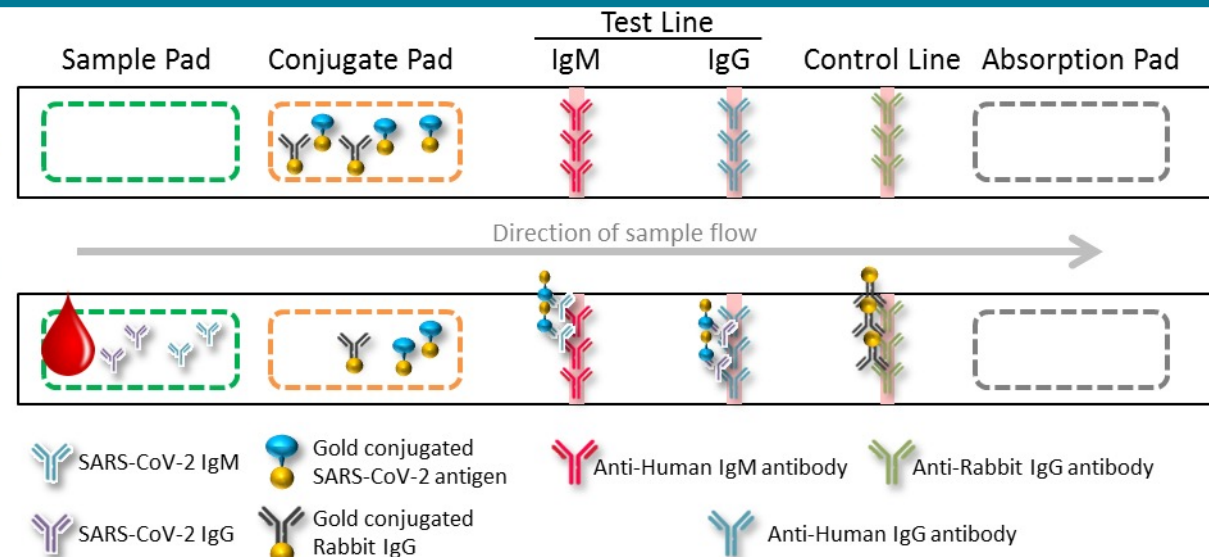 Test Line
Sample Pad Conjugate Pad IgM IgG Control Line Absorption Pad
Direction of sample flow
SARS-CoV-2 IgM
Gold conjugated
SARS-CoV-2 antigen
Anti-Human IgM antibody
Anti-Rabbit IgG antibody
SARS-CoV-2 IgG
Gold conjugated
Rabbit IgG
Anti-Human IgG antibody